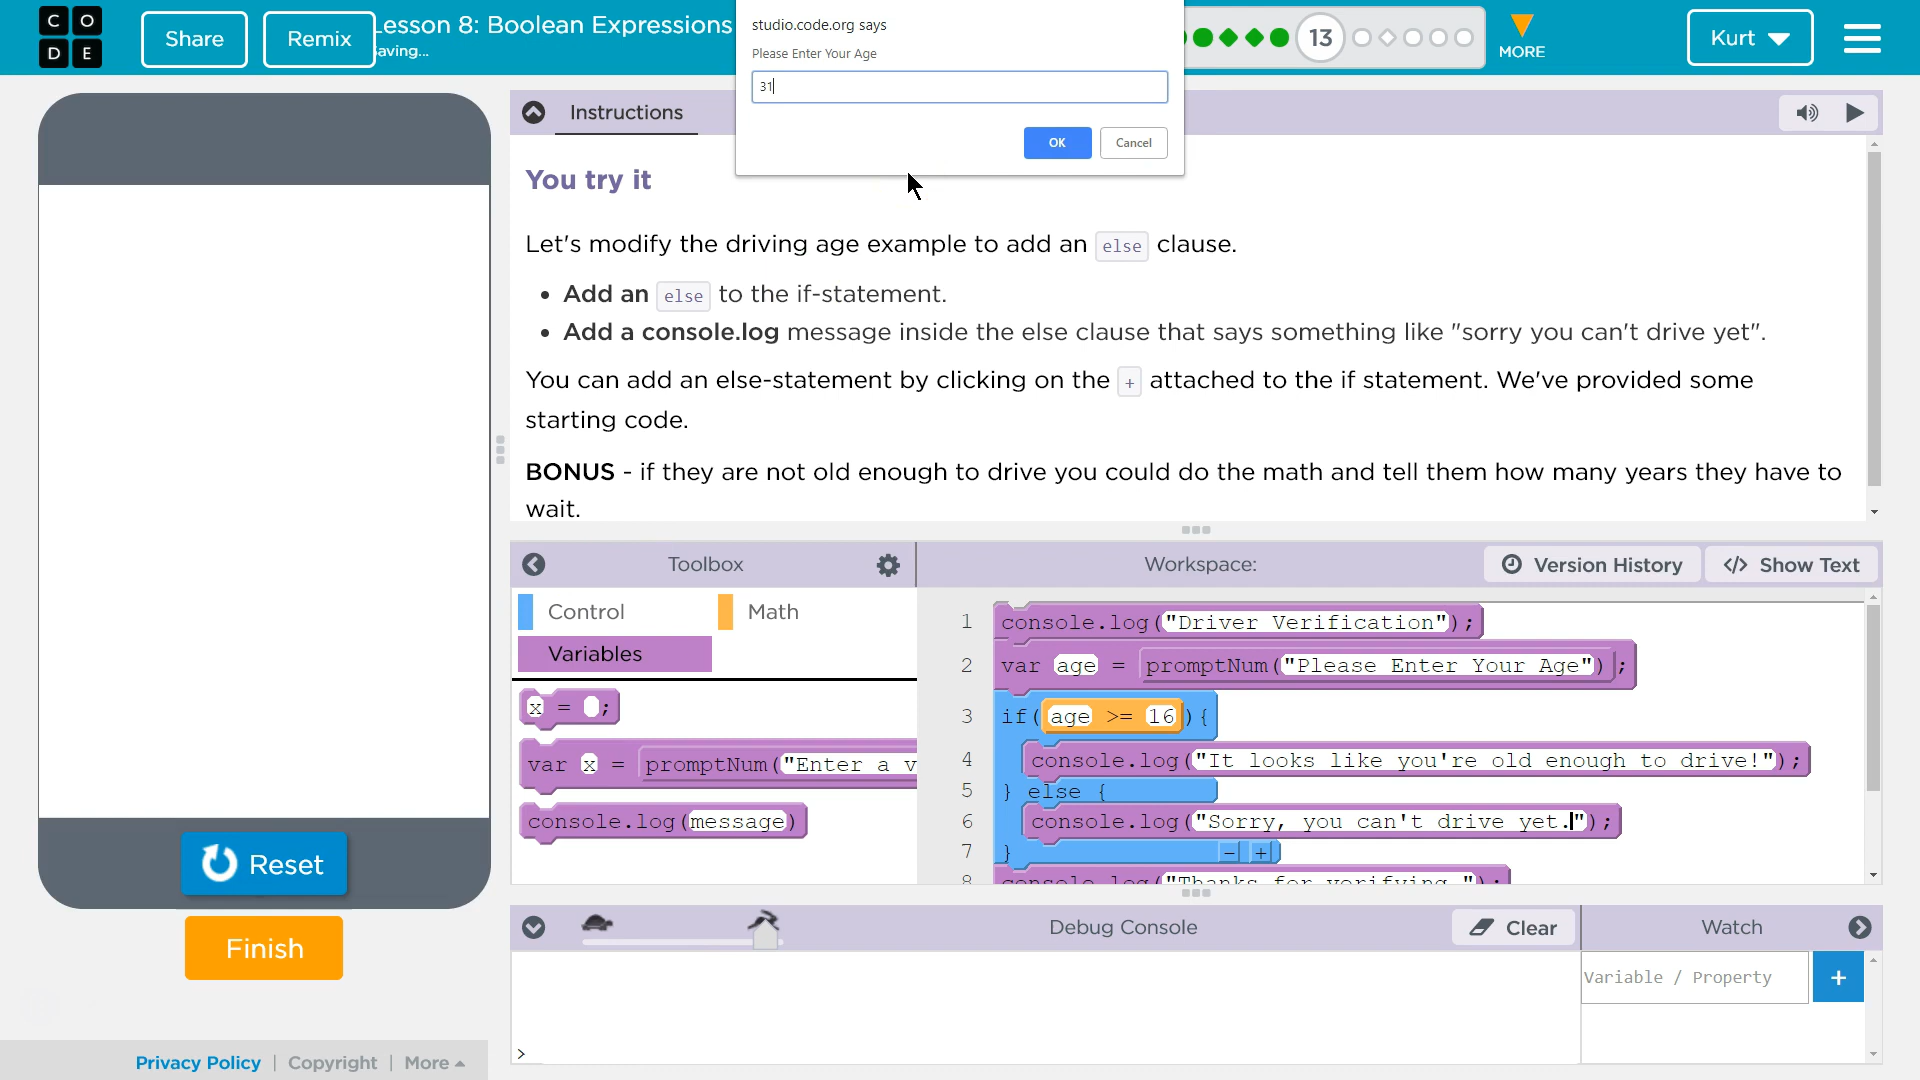 CODE
Share
Remix
Lesson 8: Boolean Expressions
Saving...
13
MORE
Kurt
studio.code.org says
Please Enter Your Age
31
OK
Cancel
Instructions
You try it
Let's modify the driving age example to add an else clause.
• Add an else to the if-statement.
• Add a console.log message inside the else clause that says something like "sorry you can't drive yet".
You can add an else-statement by clicking on the + attached to the if statement. We've provided some
starting code.
BONUS - if they are not old enough to drive you could do the math and tell them how many years they have to
wait.
Toolbox
Control
Math
Variables
x = ;
var x = promptNum("Enter a v
console.log(message)
Workspace:
Version History
</> Show Text
1 console.log("Driver Verification");
2 var age = promptNum("Please Enter Your Age");
3 if(age >= 16){
4 console.log("It looks like you're old enough to drive!");
5 } else {
6 console.log("Sorry, you can't drive yet.");
7 } - +
8 console.log("Thanks for verifying.");
Reset
Finish
Debug Console
Clear
Watch
Variable / Property
+
>
Privacy Policy | Copyright | More